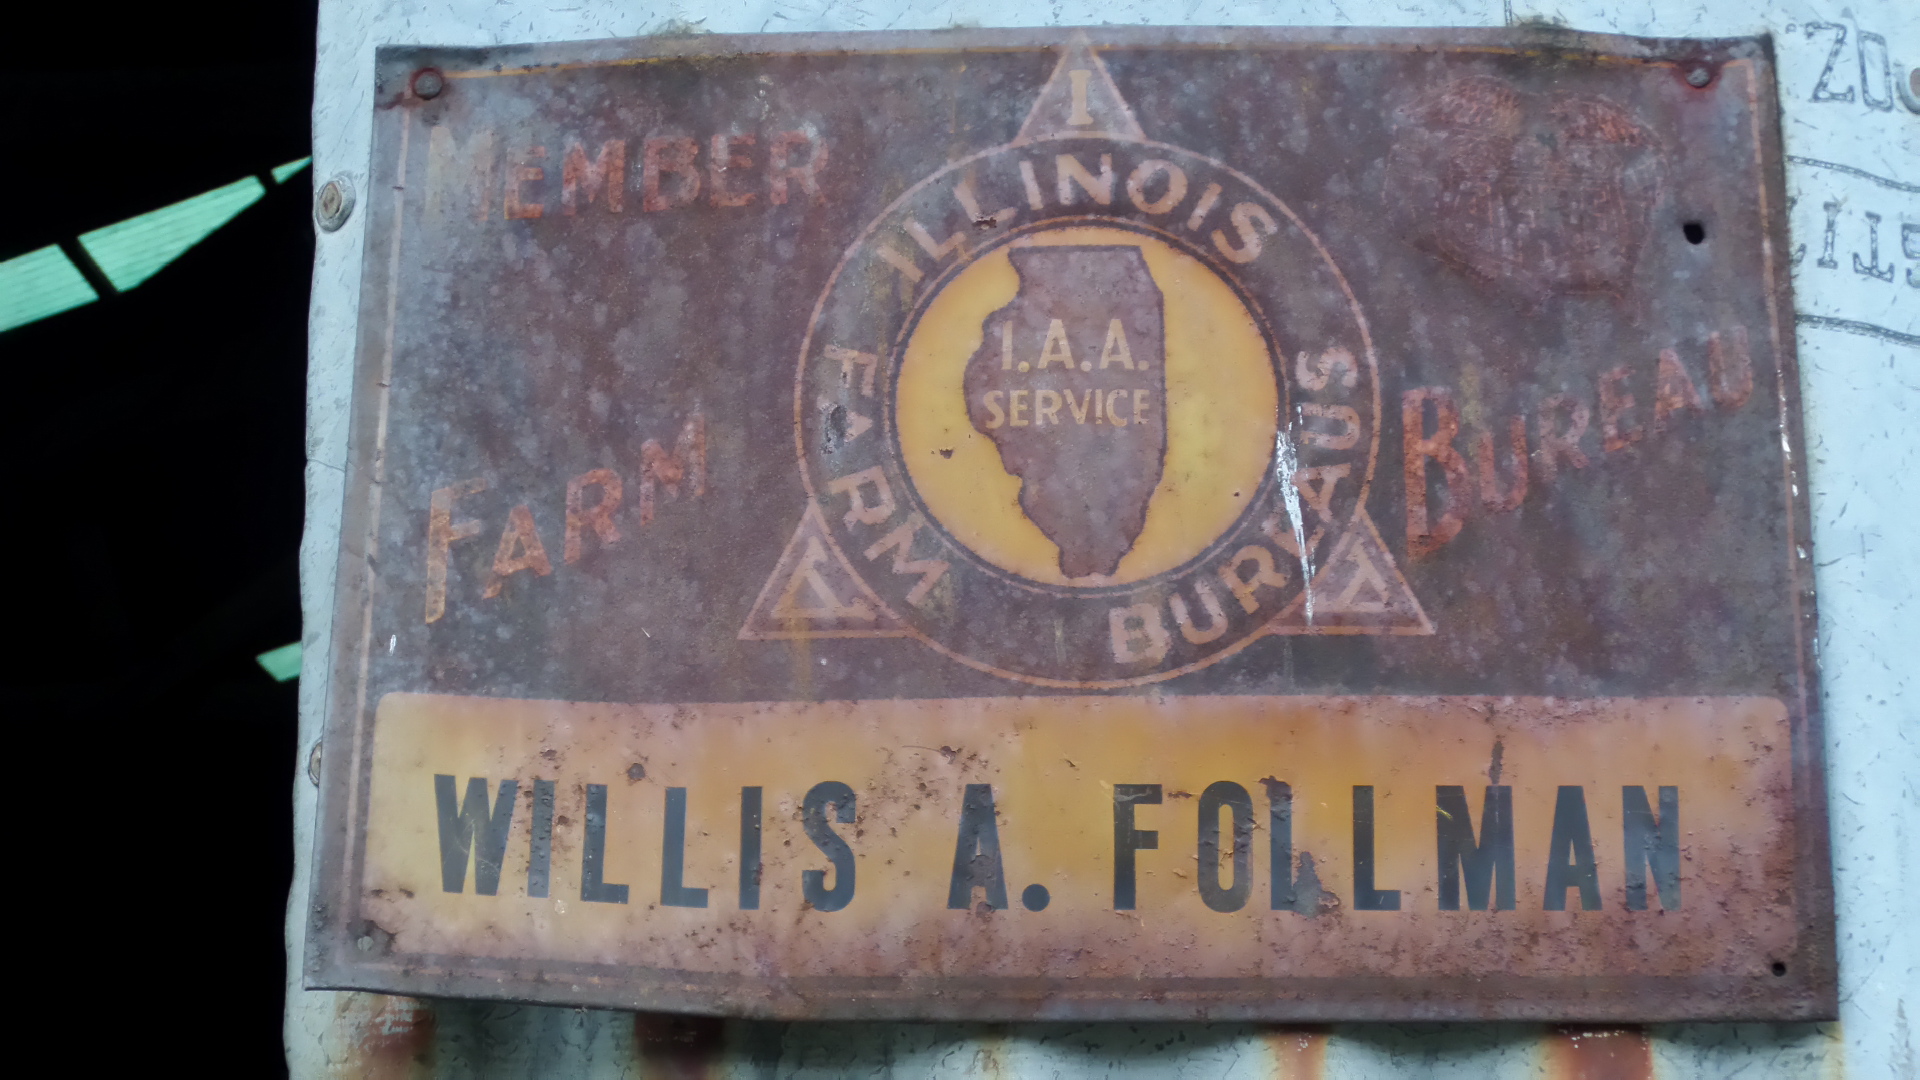 MEMBER
FARM BUREAU
I
ILLINOIS
FARM BUREAUS
I.A.A.
SERVICE
WILLIS A. FOLLMAN